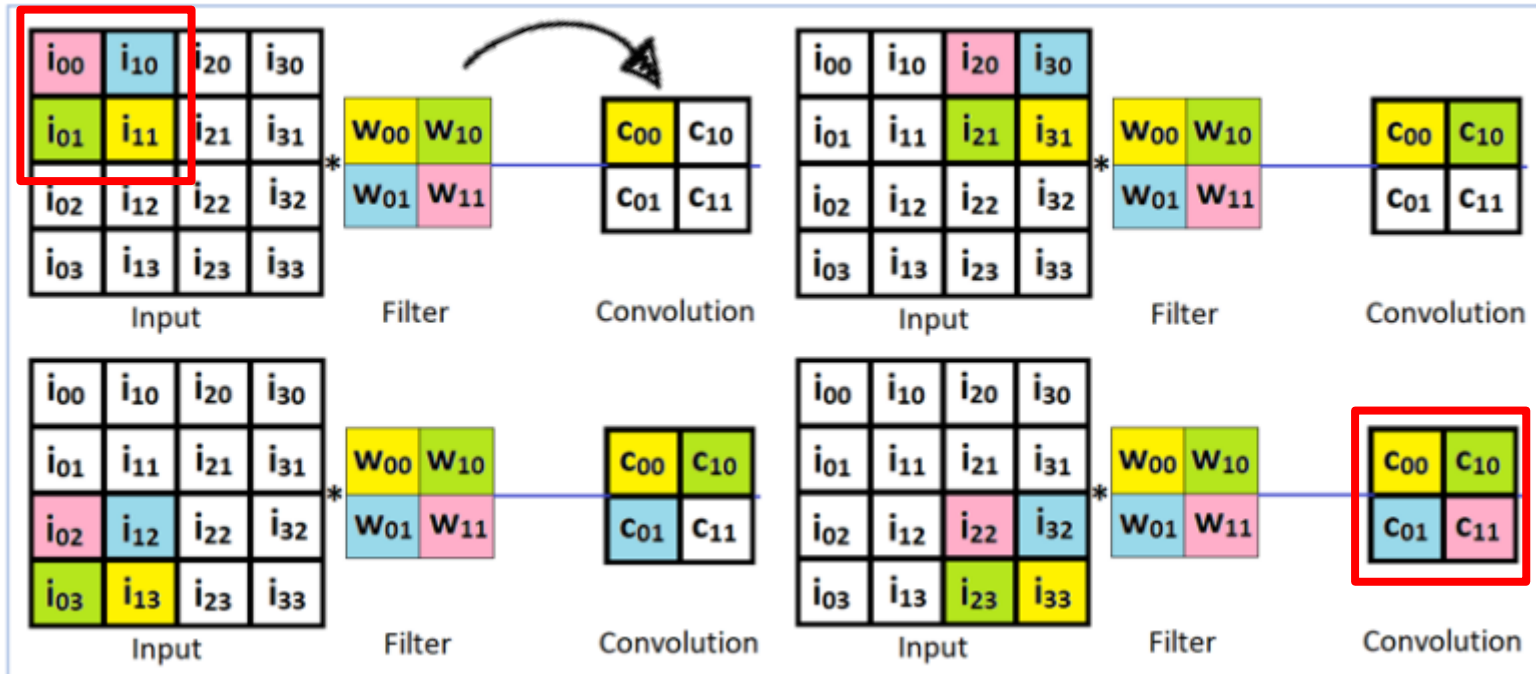 i₀₀ i₁₀ i₂₀ i₃₀
i₀₁ i₁₁ i₂₁ i₃₁
i₀₂ i₁₂ i₂₂ i₃₂
i₀₃ i₁₃ i₂₃ i₃₃
Input
*
w₀₀ w₁₀
w₀₁ w₁₁
Filter
c₀₀ c₁₀
c₀₁ c₁₁
Convolution
i₀₀ i₁₀ i₂₀ i₃₀
i₀₁ i₁₁ i₂₁ i₃₁
i₀₂ i₁₂ i₂₂ i₃₂
i₀₃ i₁₃ i₂₃ i₃₃
Input
*
w₀₀ w₁₀
w₀₁ w₁₁
Filter
c₀₀ c₁₀
c₀₁ c₁₁
Convolution
i₀₀ i₁₀ i₂₀ i₃₀
i₀₁ i₁₁ i₂₁ i₃₁
i₀₂ i₁₂ i₂₂ i₃₂
i₀₃ i₁₃ i₂₃ i₃₃
Input
*
w₀₀ w₁₀
w₀₁ w₁₁
Filter
c₀₀ c₁₀
c₀₁ c₁₁
Convolution
i₀₀ i₁₀ i₂₀ i₃₀
i₀₁ i₁₁ i₂₁ i₃₁
i₀₂ i₁₂ i₂₂ i₃₂
i₀₃ i₁₃ i₂₃ i₃₃
Input
*
w₀₀ w₁₀
w₀₁ w₁₁
Filter
c₀₀ c₁₀
c₀₁ c₁₁
Convolution